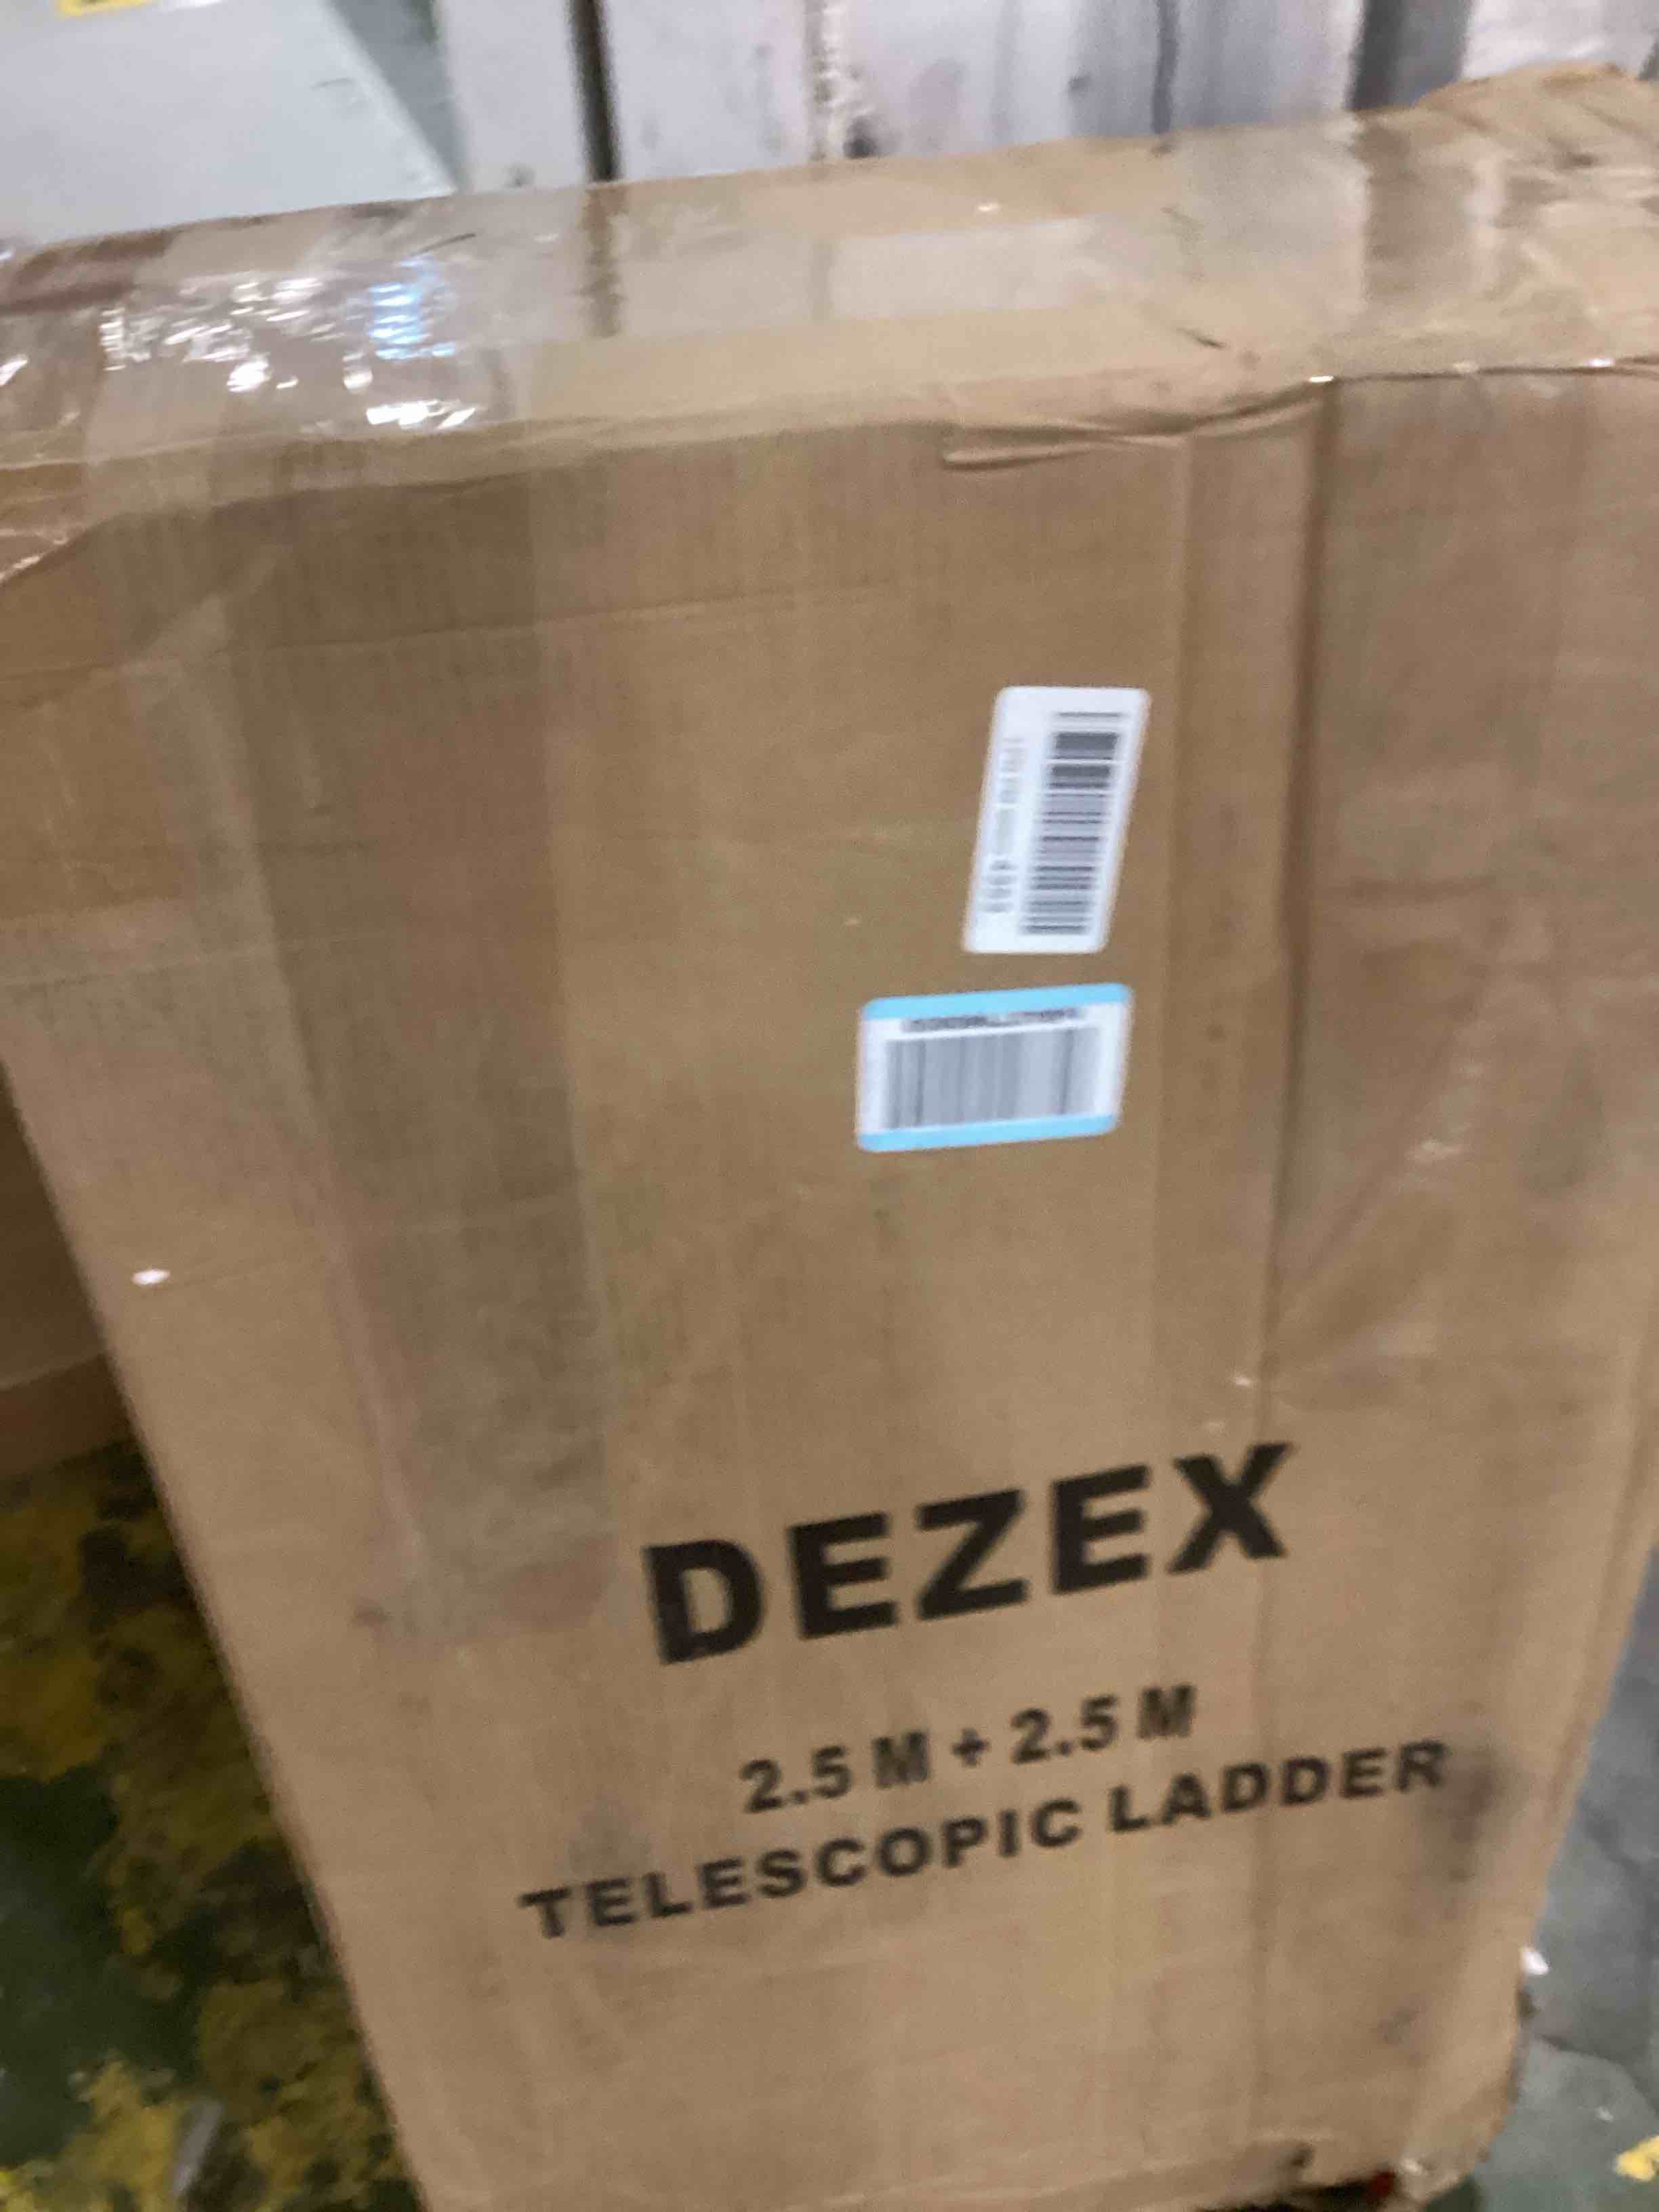 DEZEX
2.5 M + 2.5 M
TELESCOPIC LADDER